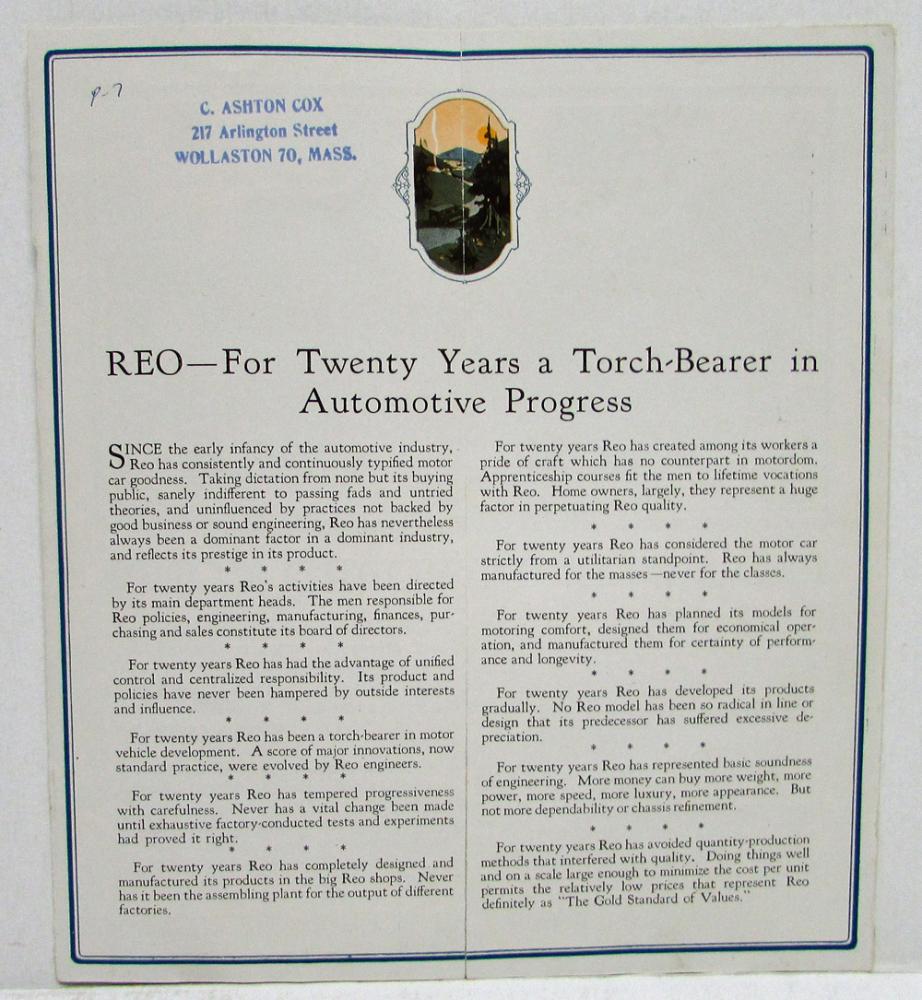 9-7
C. ASHTON COX
217 Arlington Street
WOLLASTON 70, MASS.
REO—For Twenty Years a Torch-Bearer in
Automotive Progress
SINCE the early infancy of the automotive industry,
Reo has consistently and continuously typified motor
car goodness. Taking dictation from none but its buying
public, sanely indifferent to passing fads and untried
theories, and uninfluenced by practices not backed by
good business or sound engineering, Reo has nevertheless
always been a dominant factor in a dominant industry,
and reflects its prestige in its product.
* * * *
For twenty years Reo's activities have been directed
by its main department heads. The men responsible for
Reo policies, engineering, manufacturing, finances, pur-
chasing and sales constitute its board of directors.
* * * *
For twenty years Reo has had the advantage of unified
control and centralized responsibility. Its product and
policies have never been hampered by outside interests
and influence.
* * * *
For twenty years Reo has been a torch-bearer in motor
vehicle development. A score of major innovations, now
standard practice, were evolved by Reo engineers.
* * * *
For twenty years Reo has tempered progressiveness
with carefulness. Never has a vital change been made
until exhaustive factory-conducted tests and experiments
had proved it right.
* * * *
For twenty years Reo has completely designed and
manufactured its products in the big Reo shops. Never
has it been the assembling plant for the output of different
factories.
For twenty years Reo has created among its workers a
pride of craft which has no counterpart in motordom.
Apprenticeship courses fit the men to lifetime vocations
with Reo. Home owners, largely, they represent a huge
factor in perpetuating Reo quality.
* * * *
For twenty years Reo has considered the motor car
strictly from a utilitarian standpoint. Reo has always
manufactured for the masses—never for the classes.
* * * *
For twenty years Reo has planned its models for
motoring comfort, designed them for economical oper-
ation, and manufactured them for certainty of perform-
ance and longevity.
* * * *
For twenty years Reo has developed its products
gradually. No Reo model has been so radical in line or
design that its predecessor has suffered excessive de-
preciation.
* * * *
For twenty years Reo has represented basic soundness
of engineering. More money can buy more weight, more
power, more speed, more luxury, more appearance. But
not more dependability or chassis refinement.
* * * *
For twenty years Reo has avoided quantity-production
methods that interfered with quality. Doing things well
and on a scale large enough to minimize the cost per unit
permits the relatively low prices that represent Reo
definitely as "The Gold Standard of Values."